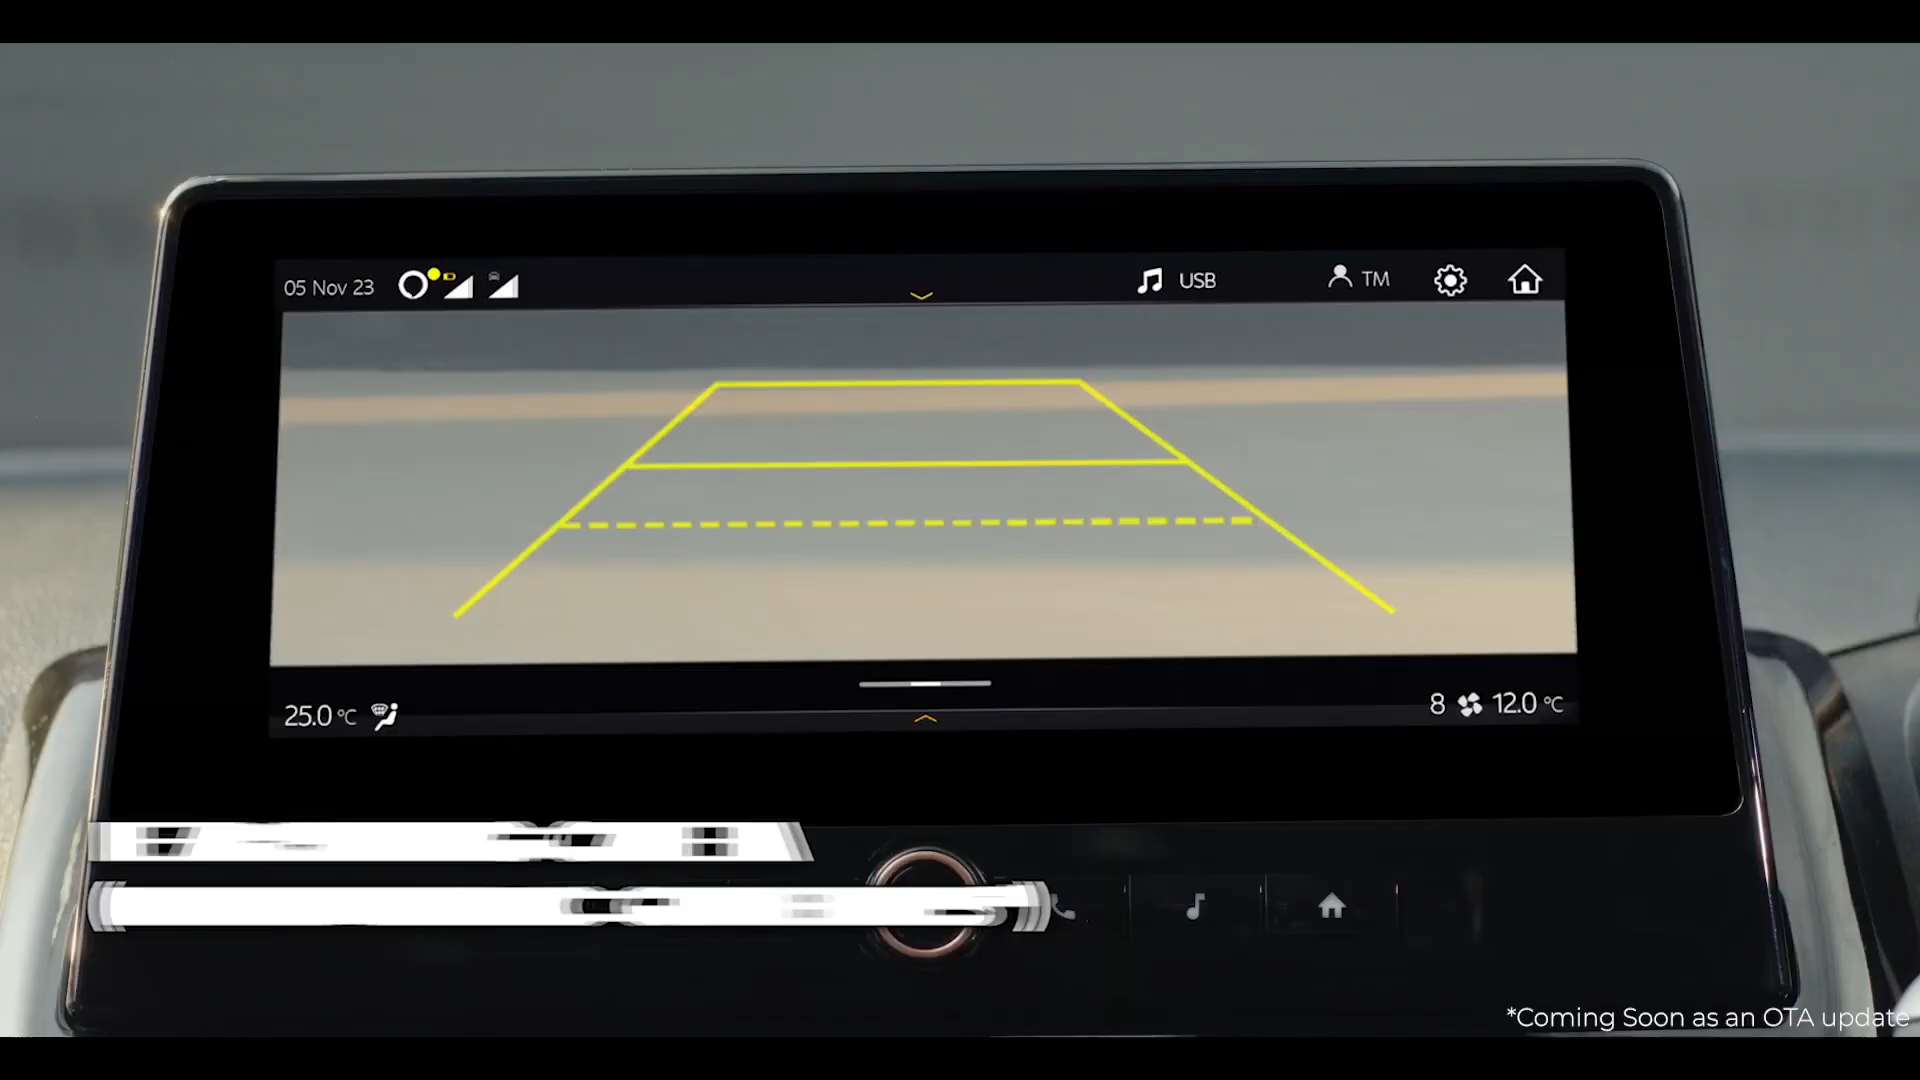 05 Nov 23
USB
TM
25.0 °C
8
12.0 °C
*Coming Soon as an OTA update